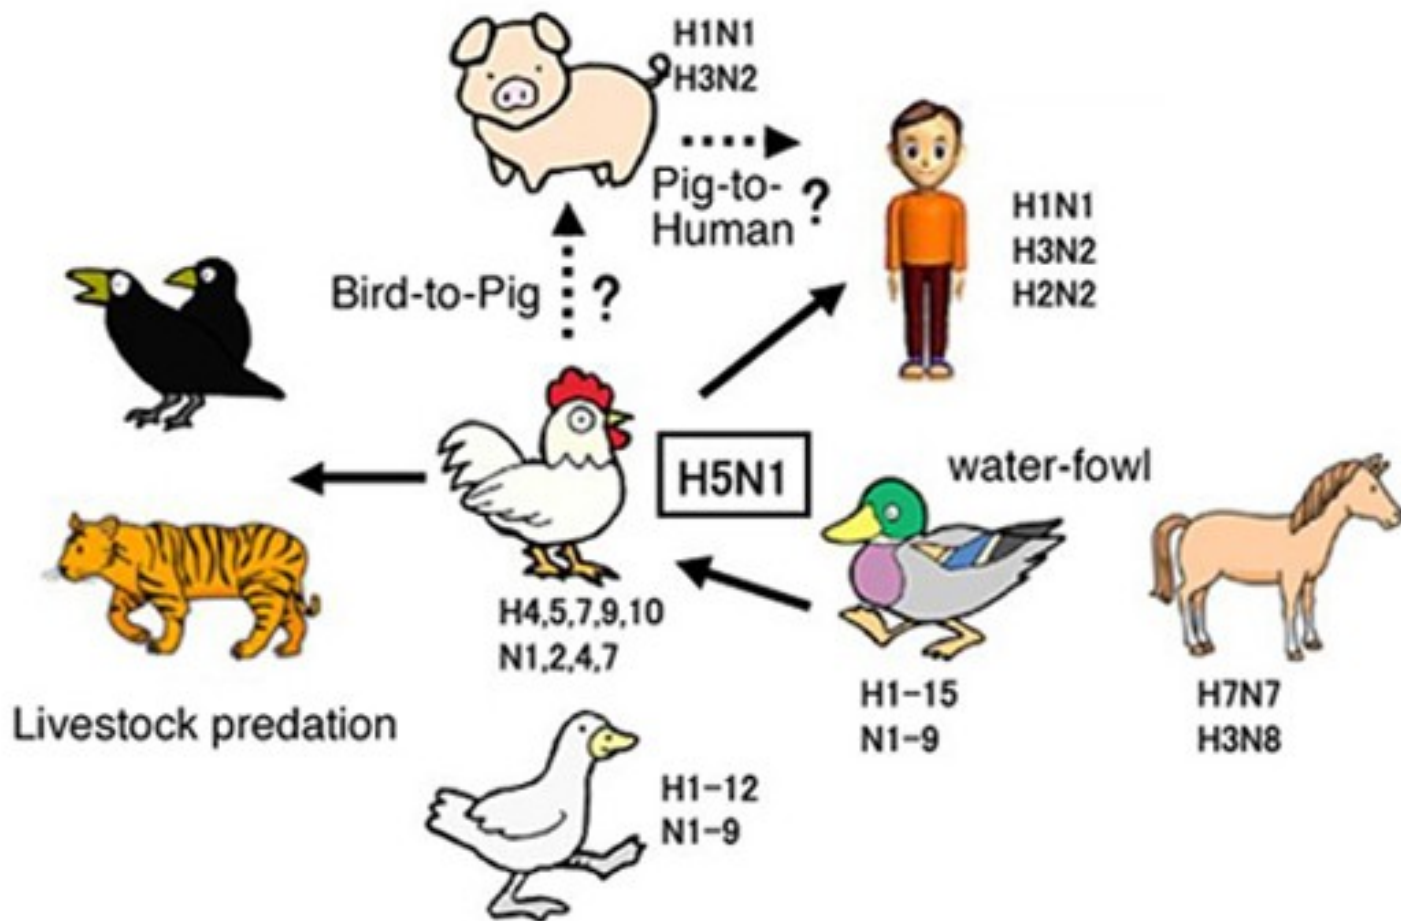 H1N1
H3N2
Pig-to-
Human ?
H1N1
H3N2
H2N2
Bird-to-Pig ?
H5N1
water-fowl
H4,5,7,9,10
N1,2,4,7
H1-15
N1-9
H7N7
H3N8
Livestock predation
H1-12
N1-9